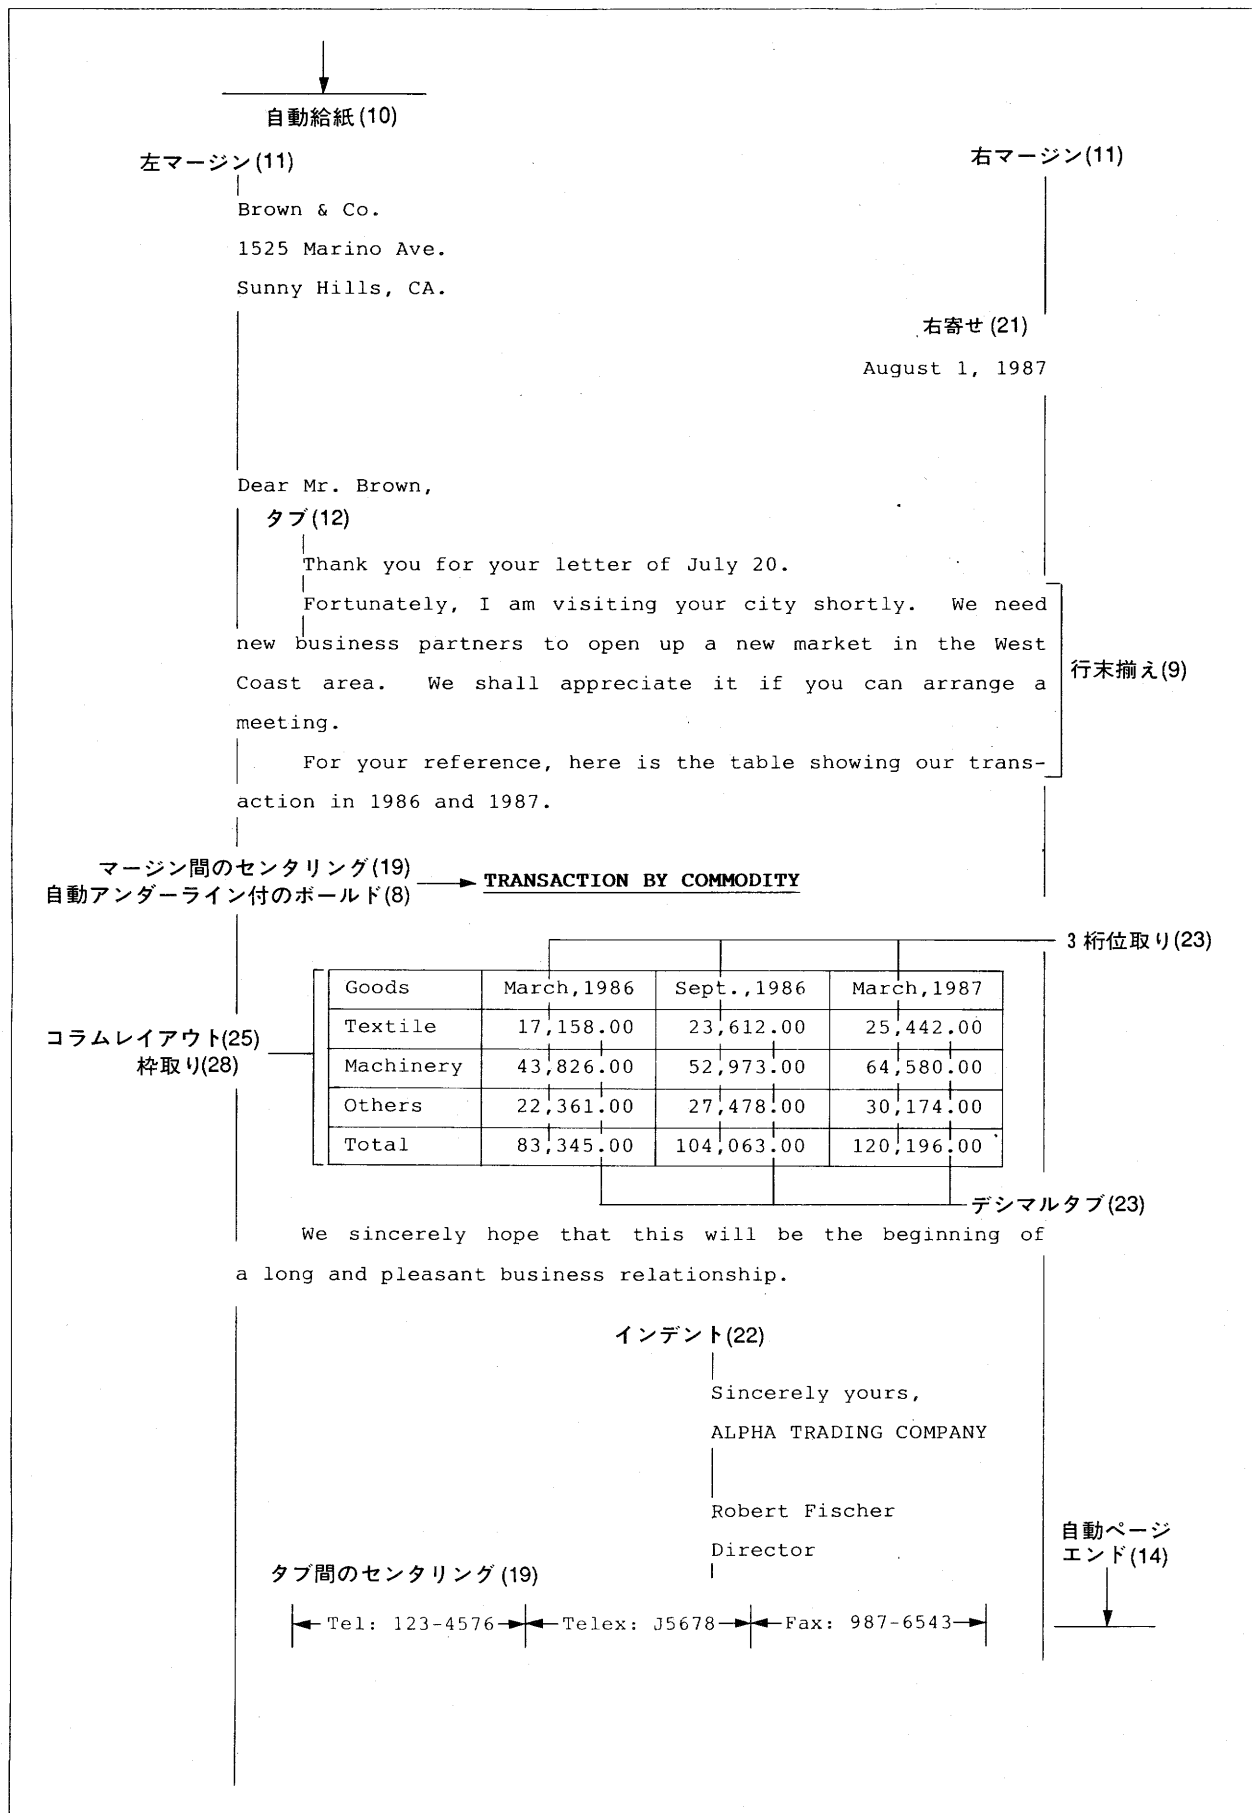 自動給紙(10)
左マージン(11)
右マージン(11)
Brown & Co.
1525 Marino Ave.
Sunny Hills, CA.
右寄せ(21)
August 1, 1987
Dear Mr. Brown,
タブ(12)
Thank you for your letter of July 20.
Fortunately, I am visiting your city shortly. We need
new business partners to open up a new market in the West
Coast area. We shall appreciate it if you can arrange a
meeting.
行末揃え(9)
For your reference, here is the table showing our trans-
action in 1986 and 1987.
マージン間のセンタリング(19)
自動アンダーライン付のボールド(8)
TRANSACTION BY COMMODITY
3桁位取り(23)
Goods March,1986 Sept.,1986 March,1987
Textile 17,158.00 23,612.00 25,442.00
コラムレイアウト(25)
枠取り(28)
Machinery 43,826.00 52,973.00 64,580.00
Others 22,361.00 27,478.00 30,174.00
Total 83,345.00 104,063.00 120,196.00
デシマルタブ(23)
We sincerely hope that this will be the beginning of
a long and pleasant business relationship.
インデント(22)
Sincerely yours,
ALPHA TRADING COMPANY
Robert Fischer
Director
自動ページ
エンド(14)
タブ間のセンタリング(19)
Tel: 123-4576 Telex: J5678 Fax: 987-6543